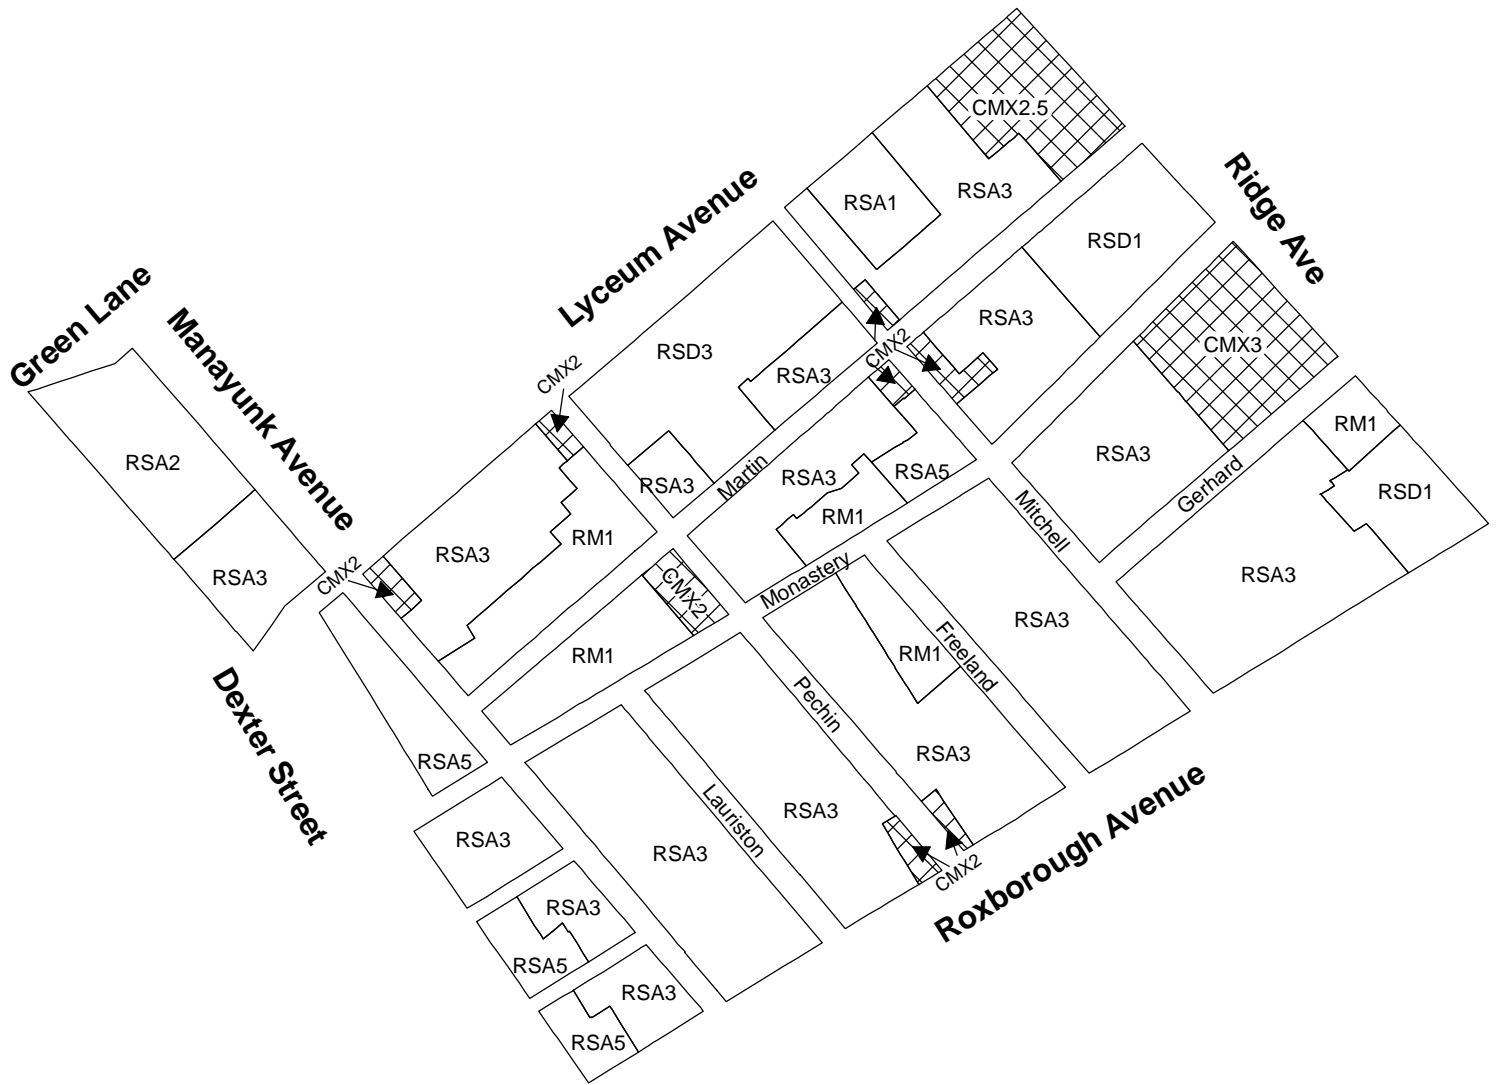 CMX2.5
Ridge Ave
Lyceum Avenue
RSA1
RSA3
RSD1
Green Lane
Manayunk Avenue
RSD3
RSA3
CMX2
CMX3
CMX2
RSA3
RM1
RSA2
RSA3
Martin
RSA3
RSA5
RSA3
Gerhard
RSD1
RSA3
RM1
RM1
Mitchell
RSA3
CMX2
CMX2
Monastery
RSA3
RSA3
RM1
RM1
Freeland
Dexter Street
Pechin
RSA5
RSA3
Lauriston
RSA3
RSA3
RSA3
CMX2
Roxborough Avenue
RSA3
RSA5
RSA3
RSA5